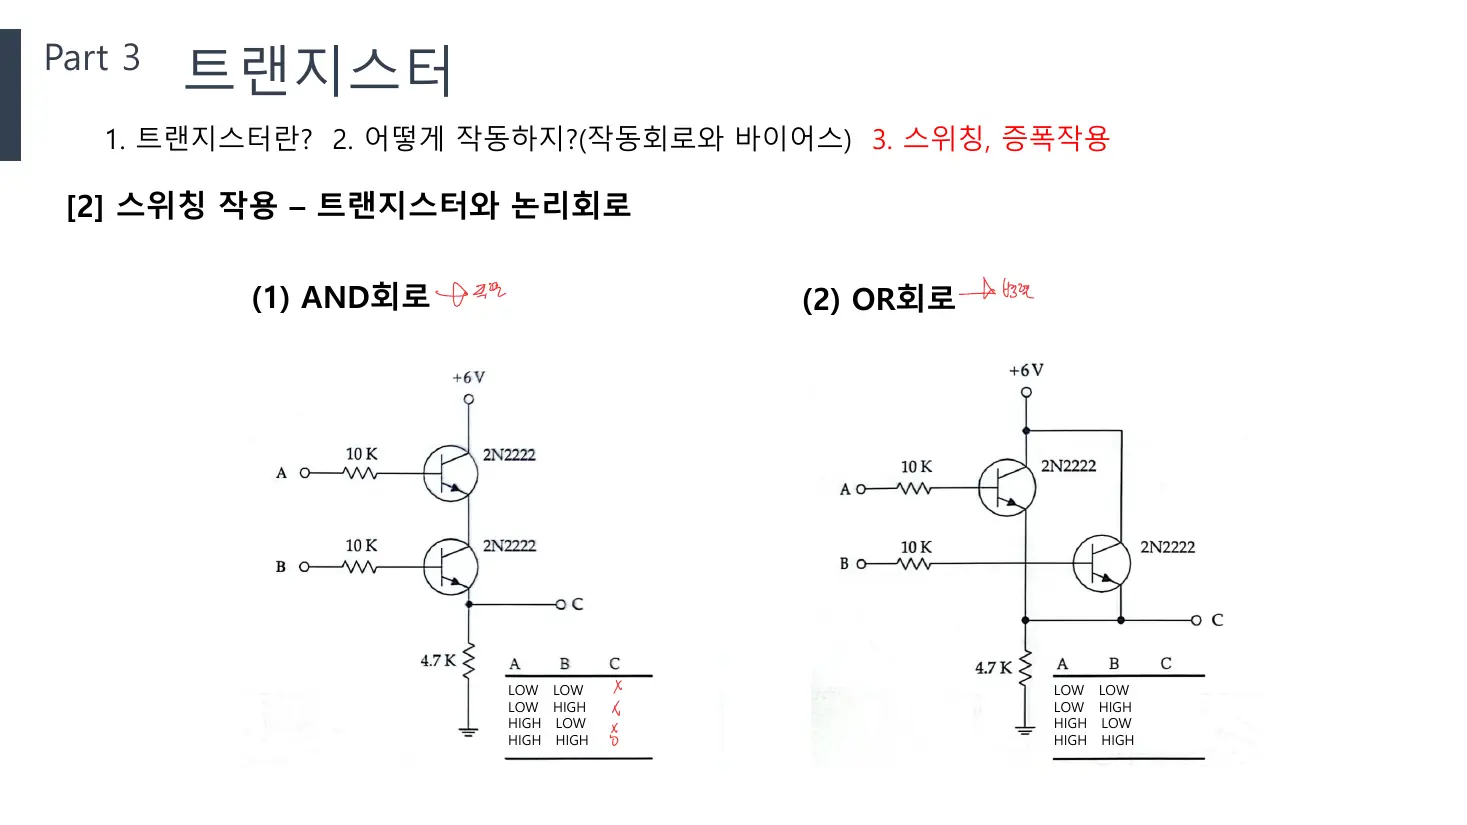 Part 3 트랜지스터
1. 트랜지스터란? 2. 어떻게 작동하지?(작동회로와 바이어스) 3. 스위칭, 증폭작용
[2] 스위칭 작용 – 트랜지스터와 논리회로
(1) AND회로
+6 V
10 K
2N2222
A
10 K
2N2222
B
C
4.7 K
A B C
LOW LOW X
LOW HIGH X
HIGH LOW X
HIGH HIGH O
(2) OR회로
+6 V
10 K
2N2222
A
10 K
2N2222
B
C
4.7 K
A B C
LOW LOW
LOW HIGH
HIGH LOW
HIGH HIGH